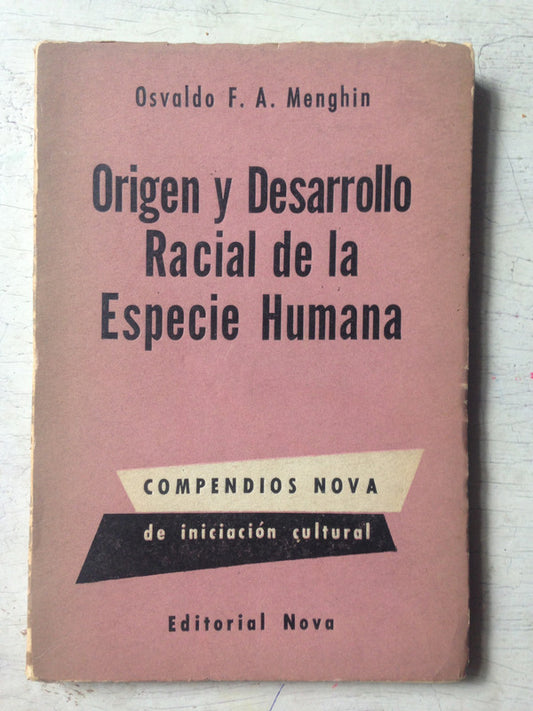 Osvaldo F. A. Menghin
Origen y Desarrollo
Racial de la
Especie Humana
COMPENDIOS NOVA
de iniciación cultural
Editorial Nova